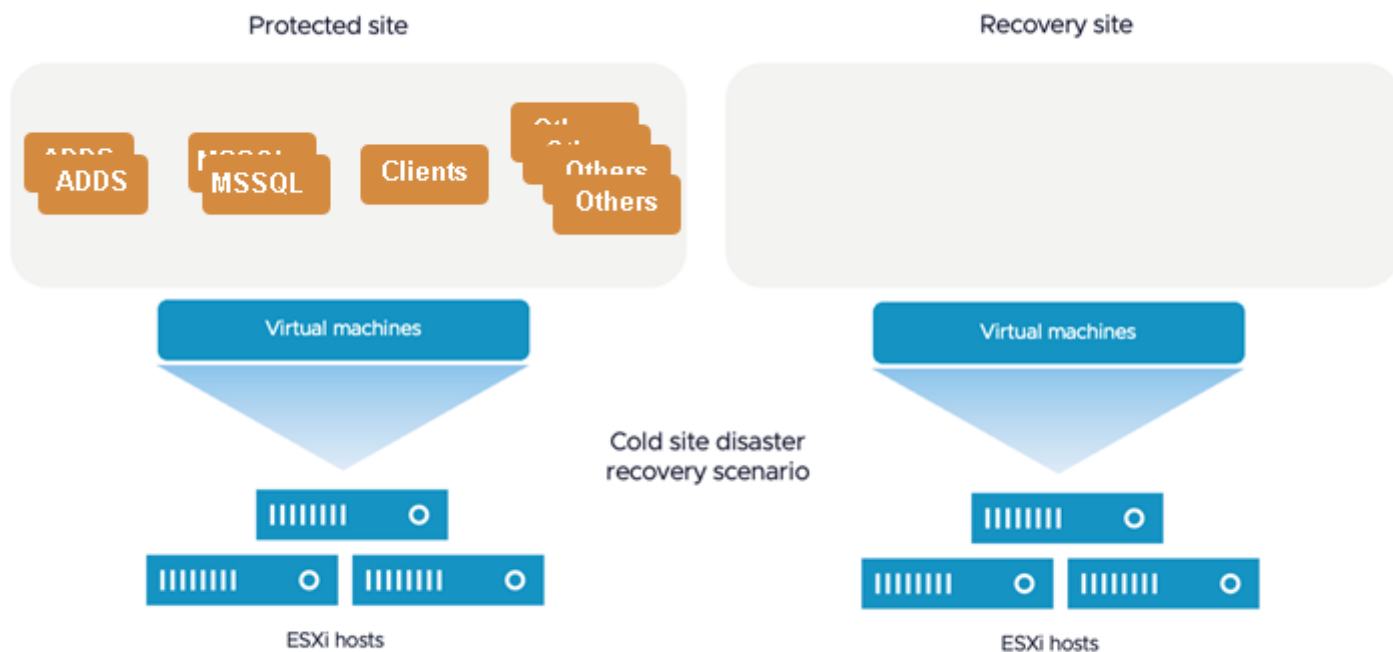 Protected site
Recovery site
ADDS
MSSQL
Clients
Others
Others
Virtual machines
Virtual machines
Cold site disaster
recovery scenario
ESXi hosts
ESXi hosts